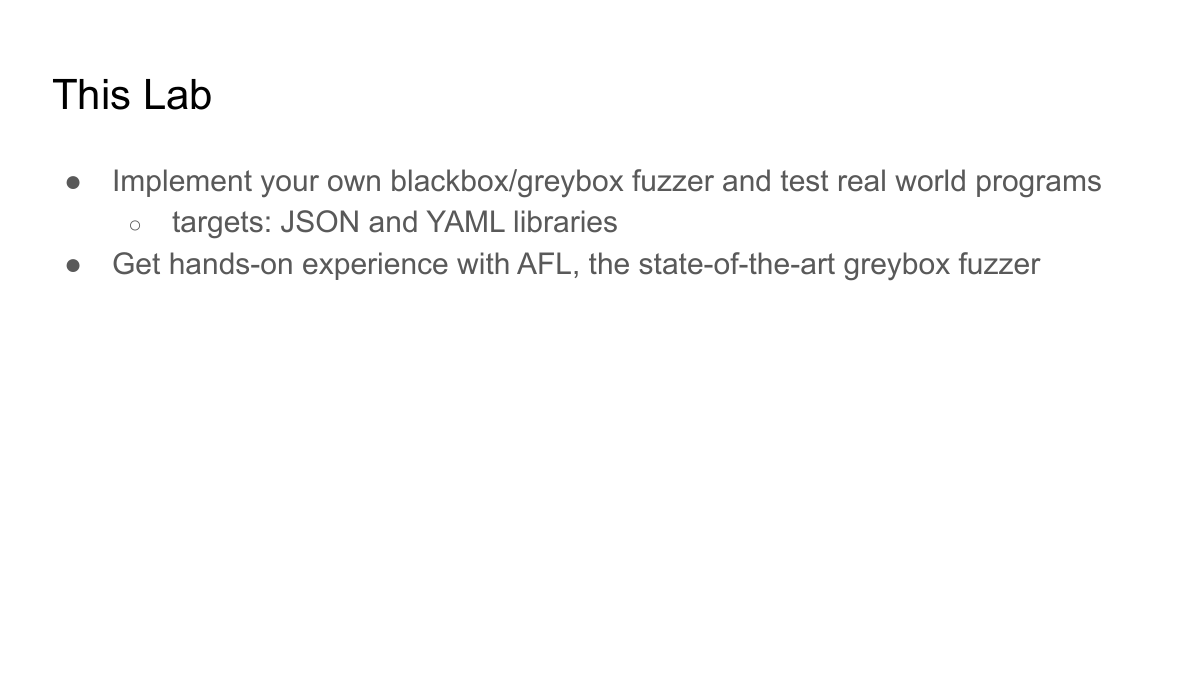 This Lab
● Implement your own blackbox/greybox fuzzer and test real world programs
○ targets: JSON and YAML libraries
● Get hands-on experience with AFL, the state-of-the-art greybox fuzzer